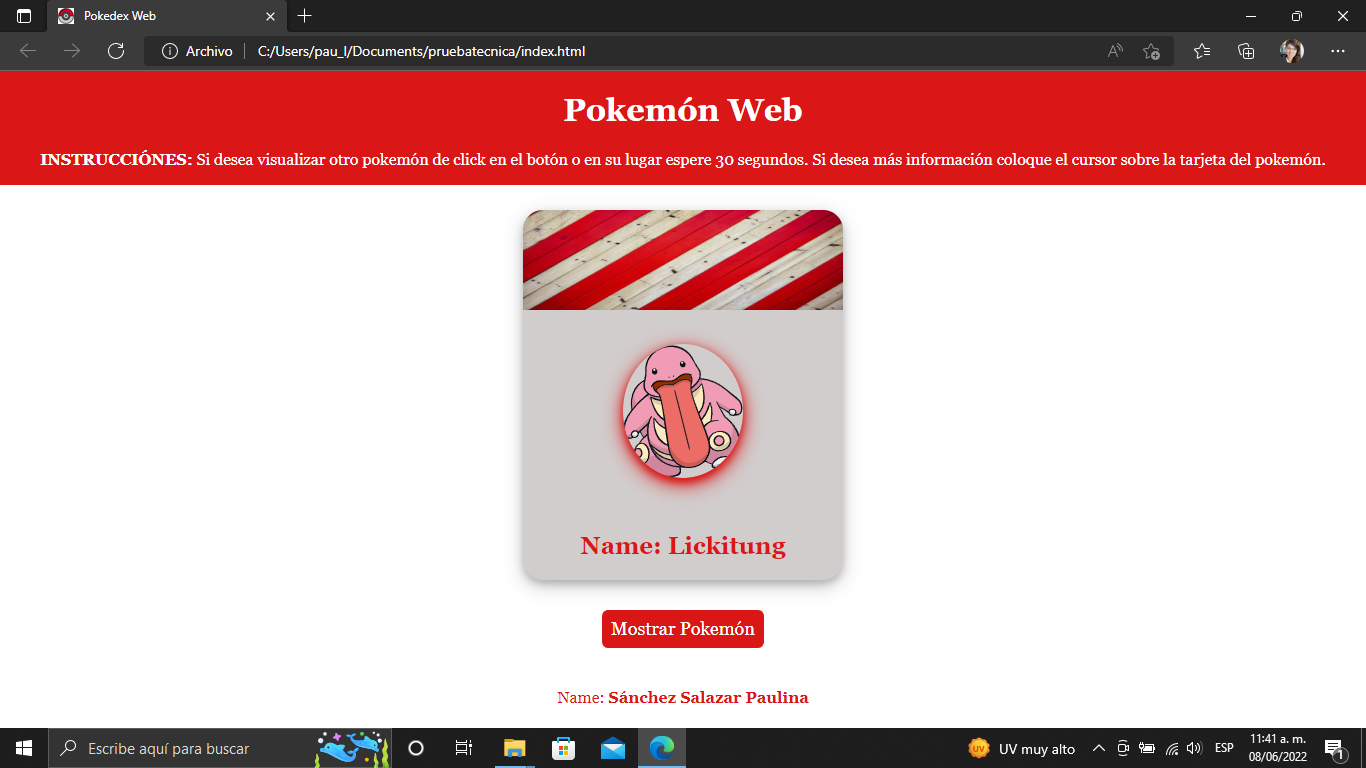 Pokedex Web
Archivo
C:/Users/pau_l/Documents/pruebatecnica/index.html
Pokemón Web
INSTRUCCIÓNES: Si desea visualizar otro pokemón de click en el botón o en su lugar espere 30 segundos. Si desea más información coloque el cursor sobre la tarjeta del pokemón.
Name: Lickitung
Mostrar Pokemón
Name: Sánchez Salazar Paulina
Escribe aquí para buscar
UV
UV muy alto
ESP
11:41 a. m.
08/06/2022
1